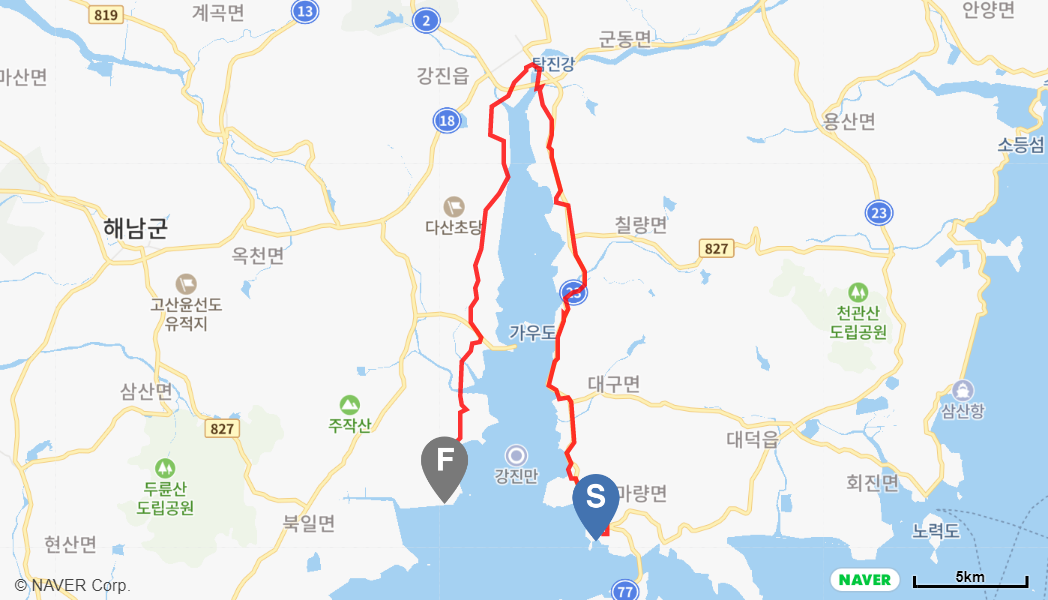 819
계곡면
13
2
군동면
안양면
탐진강
강진읍
마산면
18
용산면
소등섬
다산초당
23
칠량면
해남군
827
옥천면
고산윤선도
유적지
23
천관산
도립공원
가우도
대구면
삼산면
삼산항
주작산
827
대덕읍
F
강진만
두륜산
도립공원
S
마량면
회진면
북일면
노력도
현산면
© NAVER Corp.
77
NAVER
5km